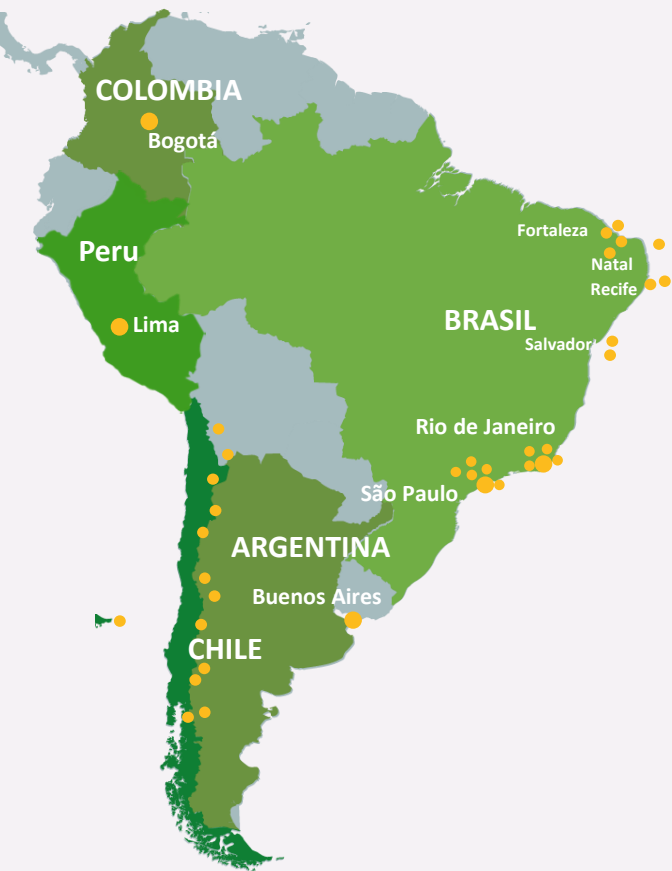 COLOMBIA
Bogotá
Fortaleza
Peru
Natal
Recife
Lima
BRASIL
Salvador
Rio de Janeiro
São Paulo
ARGENTINA
Buenos Aires
CHILE